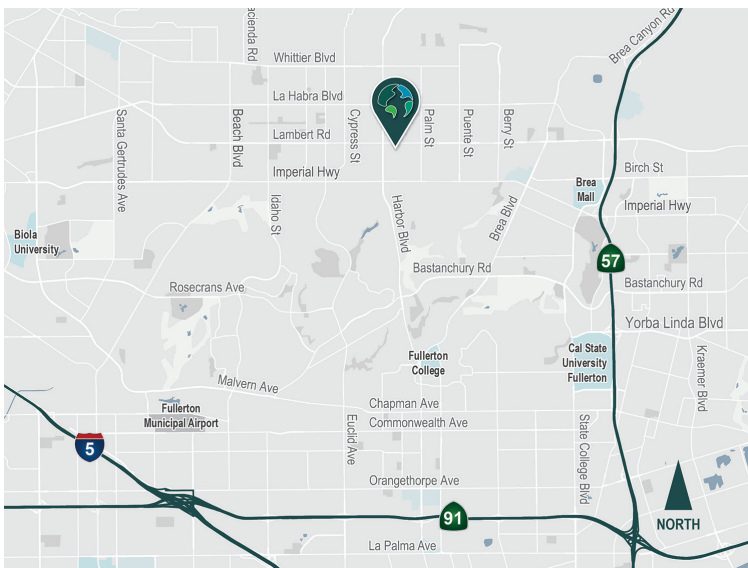 Brea Canyon Rd
acienda Rd
Whittier Blvd
La Habra Blvd
Santa Gertrudes Ave
Beach Blvd
Lambert Rd
Cypress St
Palm St
Puente St
Berry St
Imperial Hwy
Birch St
Brea
Mall
Imperial Hwy
Idaho St
Harbor Blvd
Brea Blvd
Biola
University
57
Bastanchury Rd
Bastanchury Rd
Rosecrans Ave
Yorba Linda Blvd
Fullerton
College
Cal State
University
Fullerton
Kraemer Blvd
Malvern Ave
Fullerton
Municipal Airport
Chapman Ave
Commonwealth Ave
Euclid Ave
State College Blvd
5
Orangethorpe Ave
91
NORTH
La Palma Ave